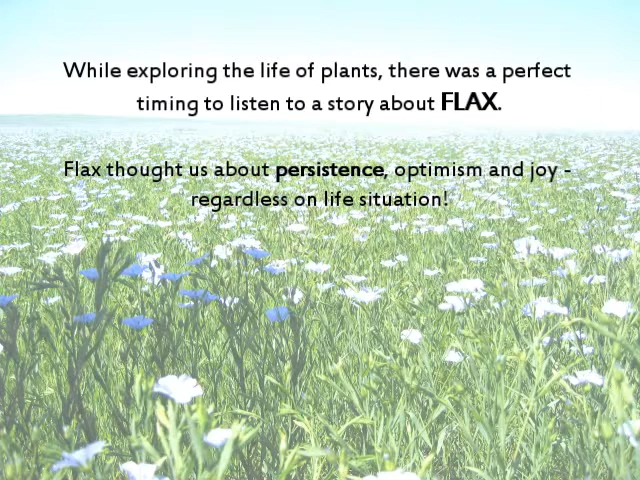 While exploring the life of plants, there was a perfect
timing to listen to a story about FLAX.
Flax thought us about persistence, optimism and joy -
regardless on life situation!